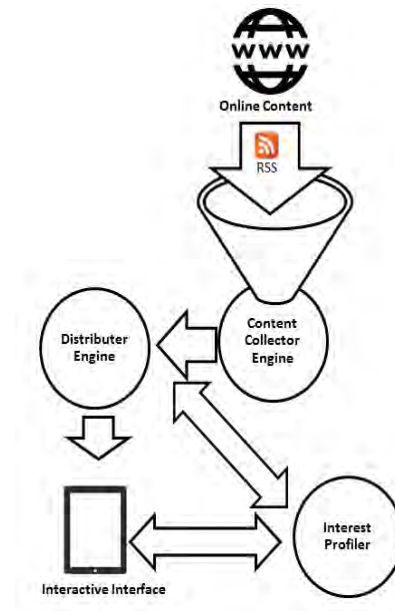 www
Online Content
RSS
Distributer
Engine
Content
Collector
Engine
Interest
Profiler
Interactive Interface